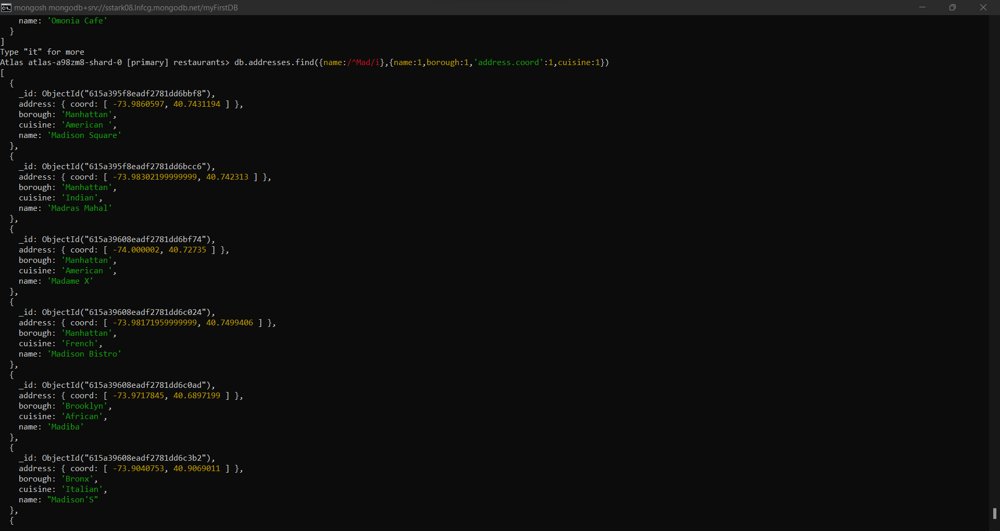 mongosh mongodb+srv://sstark08.lnfcg.mongodb.net/myFirstDB
    name: 'Omonia Cafe'
  }
]
Type "it" for more
Atlas atlas-a98zm8-shard-0 [primary] restaurants> db.addresses.find({name:/^Mad/i},{name:1,borough:1,'address.coord':1,cuisine:1})
[
  {
    _id: ObjectId("615a395f8eadf2781dd6bbf8"),
    address: { coord: [ -73.9860597, 40.7431194 ] },
    borough: 'Manhattan',
    cuisine: 'American ',
    name: 'Madison Square'
  },
  {
    _id: ObjectId("615a395f8eadf2781dd6bcc6"),
    address: { coord: [ -73.98302199999999, 40.742313 ] },
    borough: 'Manhattan',
    cuisine: 'Indian',
    name: 'Madras Mahal'
  },
  {
    _id: ObjectId("615a39608eadf2781dd6bf74"),
    address: { coord: [ -74.000002, 40.72735 ] },
    borough: 'Manhattan',
    cuisine: 'American ',
    name: 'Madame X'
  },
  {
    _id: ObjectId("615a39608eadf2781dd6c024"),
    address: { coord: [ -73.98171959999999, 40.7499406 ] },
    borough: 'Manhattan',
    cuisine: 'French',
    name: 'Madison Bistro'
  },
  {
    _id: ObjectId("615a39608eadf2781dd6c0ad"),
    address: { coord: [ -73.9717845, 40.6897199 ] },
    borough: 'Brooklyn',
    cuisine: 'African',
    name: 'Madiba'
  },
  {
    _id: ObjectId("615a39608eadf2781dd6c3b2"),
    address: { coord: [ -73.9040753, 40.9069011 ] },
    borough: 'Bronx',
    cuisine: 'Italian',
    name: "Madison'S"
  },
  {